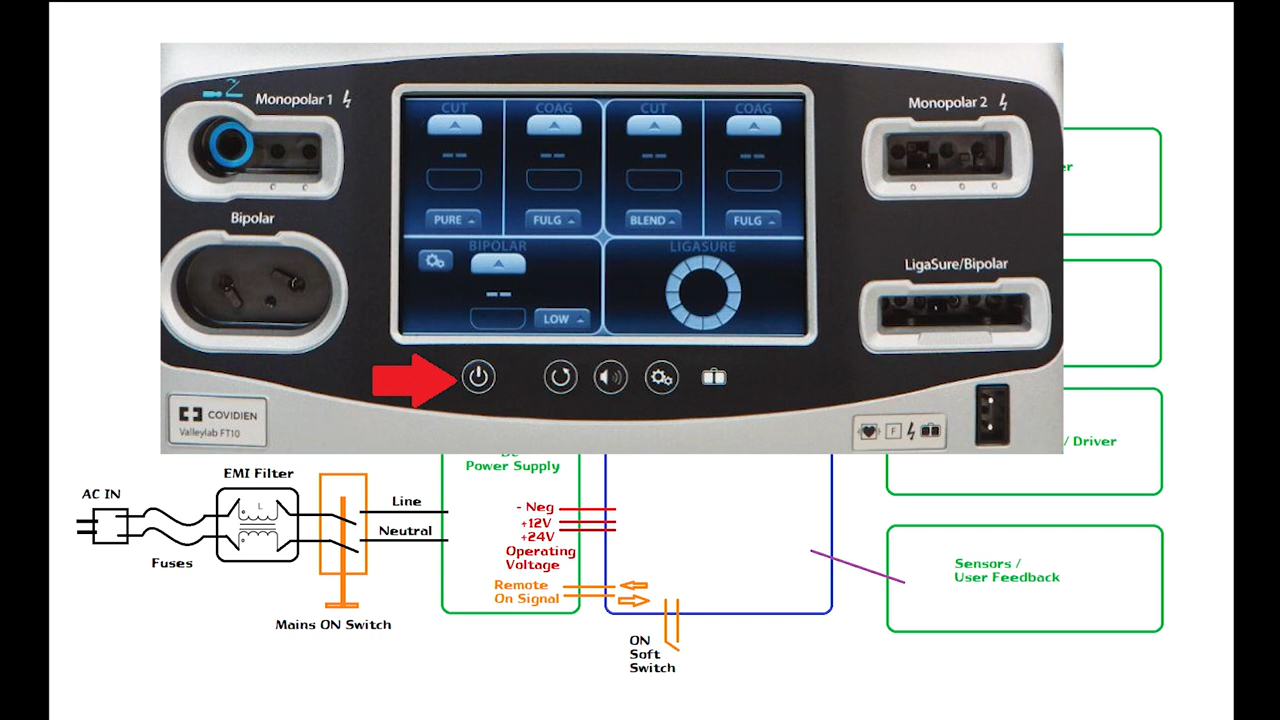 Monopolar 1
CUT
COAG
CUT
COAG
PURE
FULG
BLEND
FULG
Monopolar 2
Bipolar
BIPOLAR
LOW
LIGASURE
LigaSure/Bipolar
COVIDIEN
Valleylab FT10
F
/ Driver
Power Supply
EMI Filter
AC IN
L
Line
Neutral
Fuses
Mains ON Switch
- Neg
+12V
+24V
Operating
Voltage
Remote
On Signal
ON
Soft
Switch
Sensors /
User Feedback